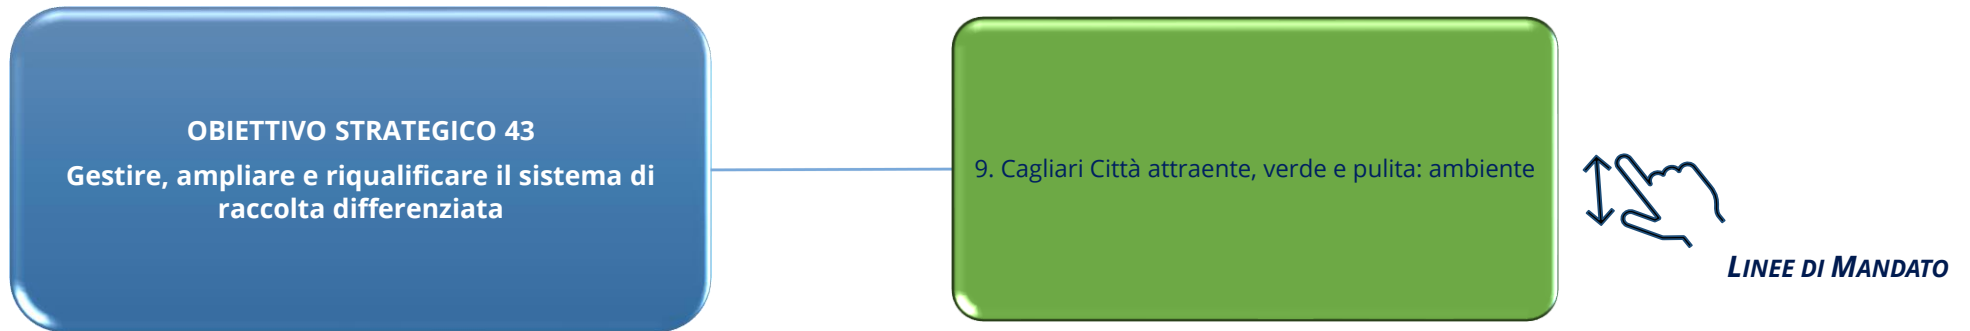 OBIETTIVO STRATEGICO 43
Gestire, ampliare e riqualificare il sistema di
raccolta differenziata
9. Cagliari Città attraente, verde e pulita: ambiente
LINEE DI MANDATO